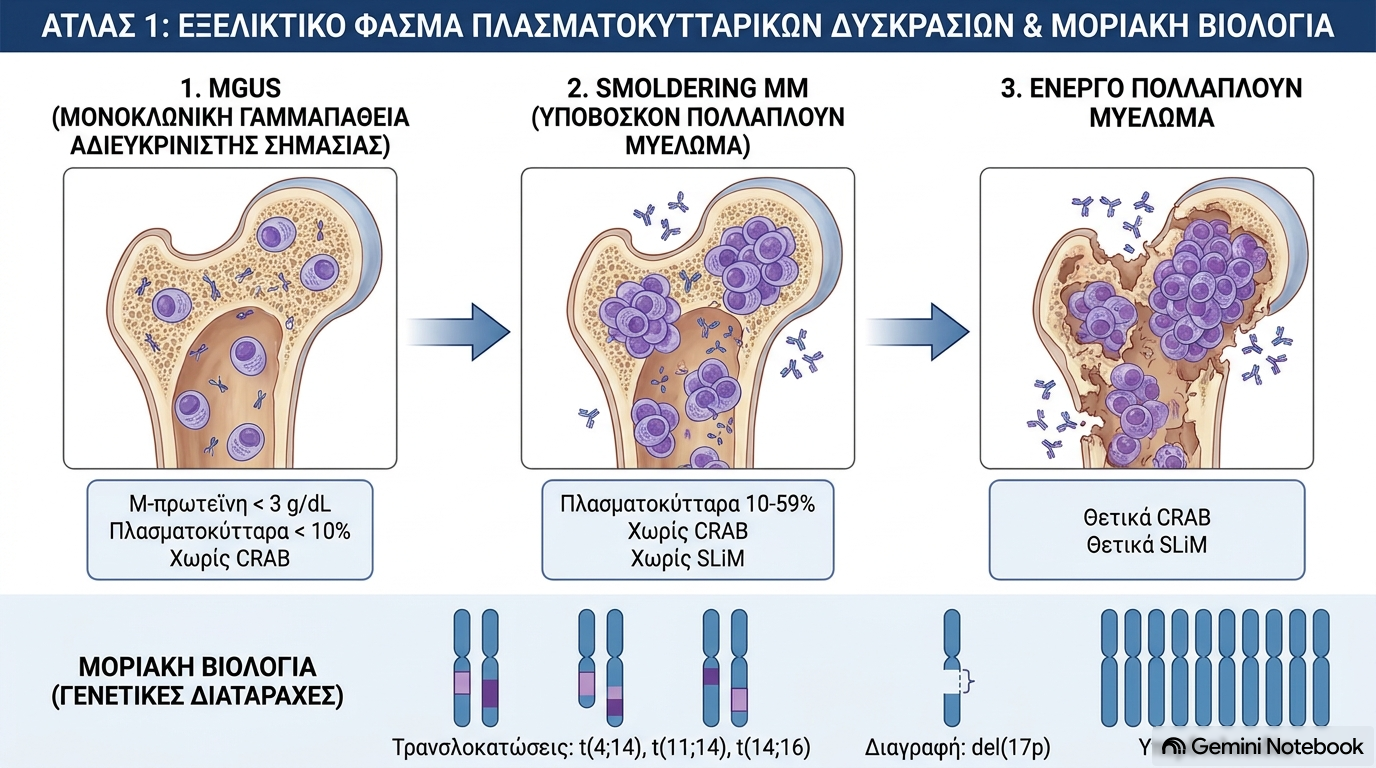 ΑΤΛΑΣ 1: ΕΞΕΛΙΚΤΙΚΟ ΦΑΣΜΑ ΠΛΑΣΜΑΤΟΚΥΤΤΑΡΙΚΩΝ ΔΥΣΚΡΑΣΙΩΝ & ΜΟΡΙΑΚΗ ΒΙΟΛΟΓΙΑ
1. MGUS
(ΜΟΝΟΚΛΩΝΙΚΗ ΓΑΜΜΑΠΑΘΕΙΑ
ΑΔΙΕΥΚΡΙΝΙΣΤΗΣ ΣΗΜΑΣΙΑΣ)
2. SMOLDERING MM
(ΥΠΟΒΟΣΚΟΝ ΠΟΛΛΑΠΛΟΥΝ
ΜΥΕΛΩΜΑ)
3. ΕΝΕΡΓΟ ΠΟΛΛΑΠΛΟΥΝ
ΜΥΕΛΩΜΑ
Μ-πρωτεϊνη < 3 g/dL
Πλασματοκύτταρα < 10%
Χωρίς CRAB
Πλασματοκύτταρα 10-59%
Χωρίς CRAB
Χωρίς SLiM
Θετικά CRAB
Θετικά SLiM
ΜΟΡΙΑΚΗ ΒΙΟΛΟΓΙΑ
(ΓΕΝΕΤΙΚΕΣ ΔΙΑΤΑΡΑΧΕΣ)
Τρανσλοκατώσεις: t(4;14), t(11;14), t(14;16)
Διαγραφή: del(17p)
Gemini Notebook